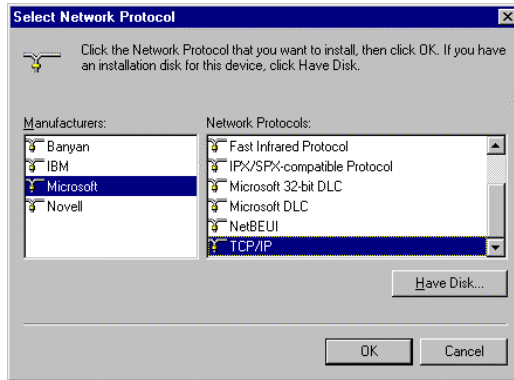 Select Network Protocol
Click the Network Protocol that you want to install, then click OK. If you have
an installation disk for this device, click Have Disk.
Manufacturers:
Banyan
IBM
Microsoft
Novell
Network Protocols:
Fast Infrared Protocol
IPX/SPX-compatible Protocol
Microsoft 32-bit DLC
Microsoft DLC
NetBEUI
TCP/IP
Have Disk...
OK
Cancel